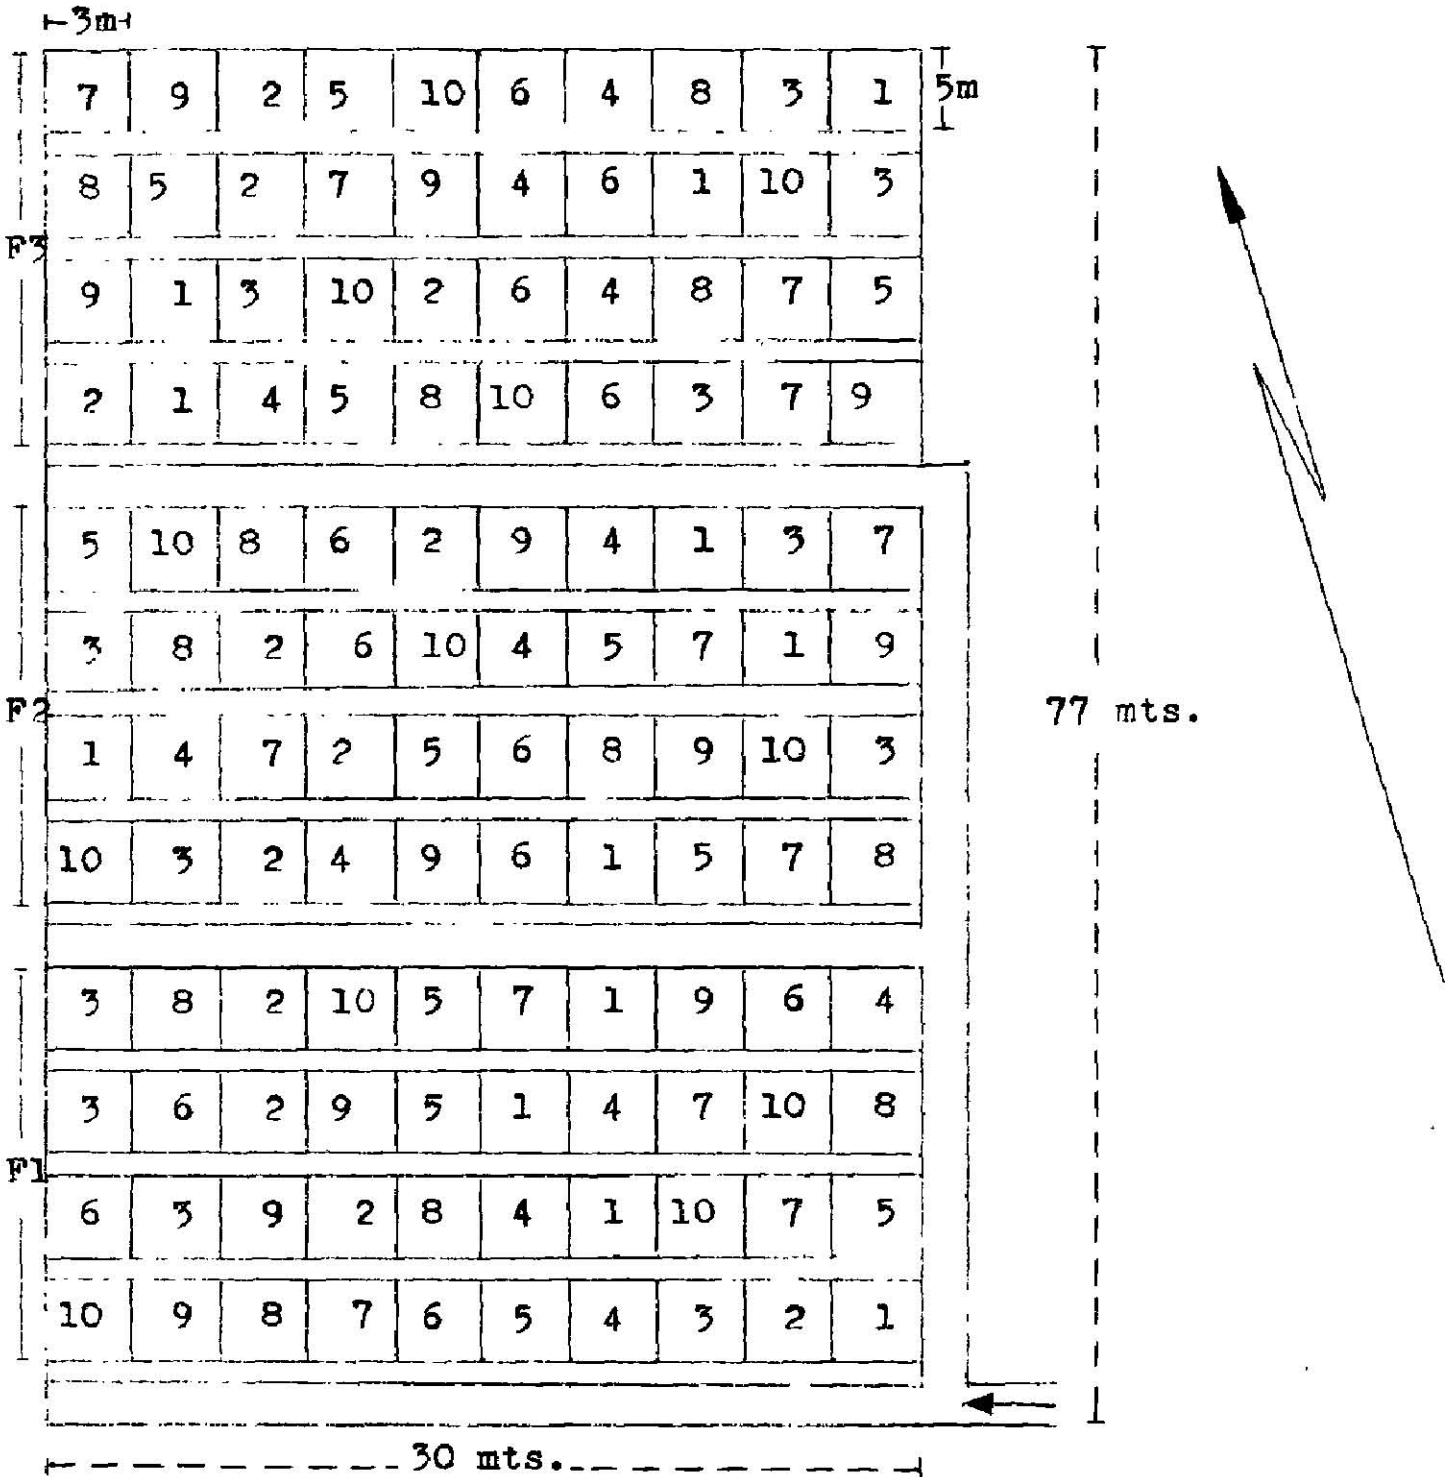 3m
7 9 2 5 10 6 4 8 3 1 5m
8 5 2 7 9 4 6 1 10 3
F3
9 1 3 10 2 6 4 8 7 5
2 1 4 5 8 10 6 3 7 9
5 10 8 6 2 9 4 1 3 7
3 8 2 6 10 4 5 7 1 9
F2
77 mts.
1 4 7 2 5 6 8 9 10 3
10 3 2 4 9 6 1 5 7 8
3 8 2 10 5 7 1 9 6 4
3 6 2 9 5 1 4 7 10 8
F1
6 3 9 2 8 4 1 10 7 5
10 9 8 7 6 5 4 3 2 1
30 mts.